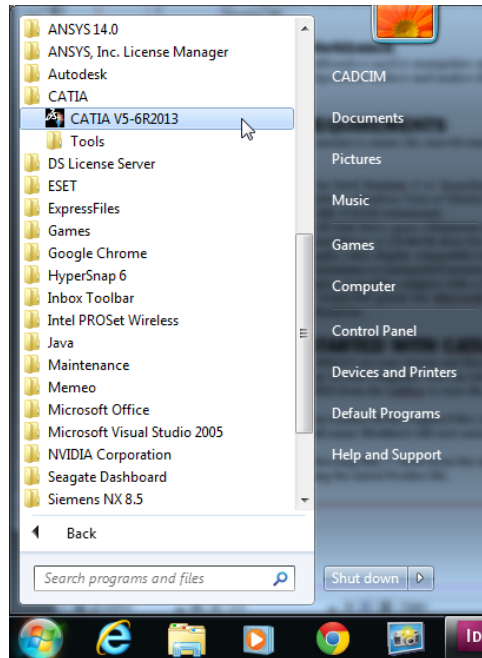 ANSYS 14.0
ANSYS, Inc. License Manager
Autodesk
CATIA
CATIA V5-6R2013
Tools
DS License Server
ESET
ExpressFiles
Games
Google Chrome
HyperSnap 6
Inbox Toolbar
Intel PROSet Wireless
Java
Maintenance
Memeo
Microsoft Office
Microsoft Visual Studio 2005
NVIDIA Corporation
Seagate Dashboard
Siemens NX 8.5
Back
Search programs and files
CADCIM
Documents
Pictures
Music
Games
Computer
Control Panel
Devices and Printers
Default Programs
Help and Support
Shut down